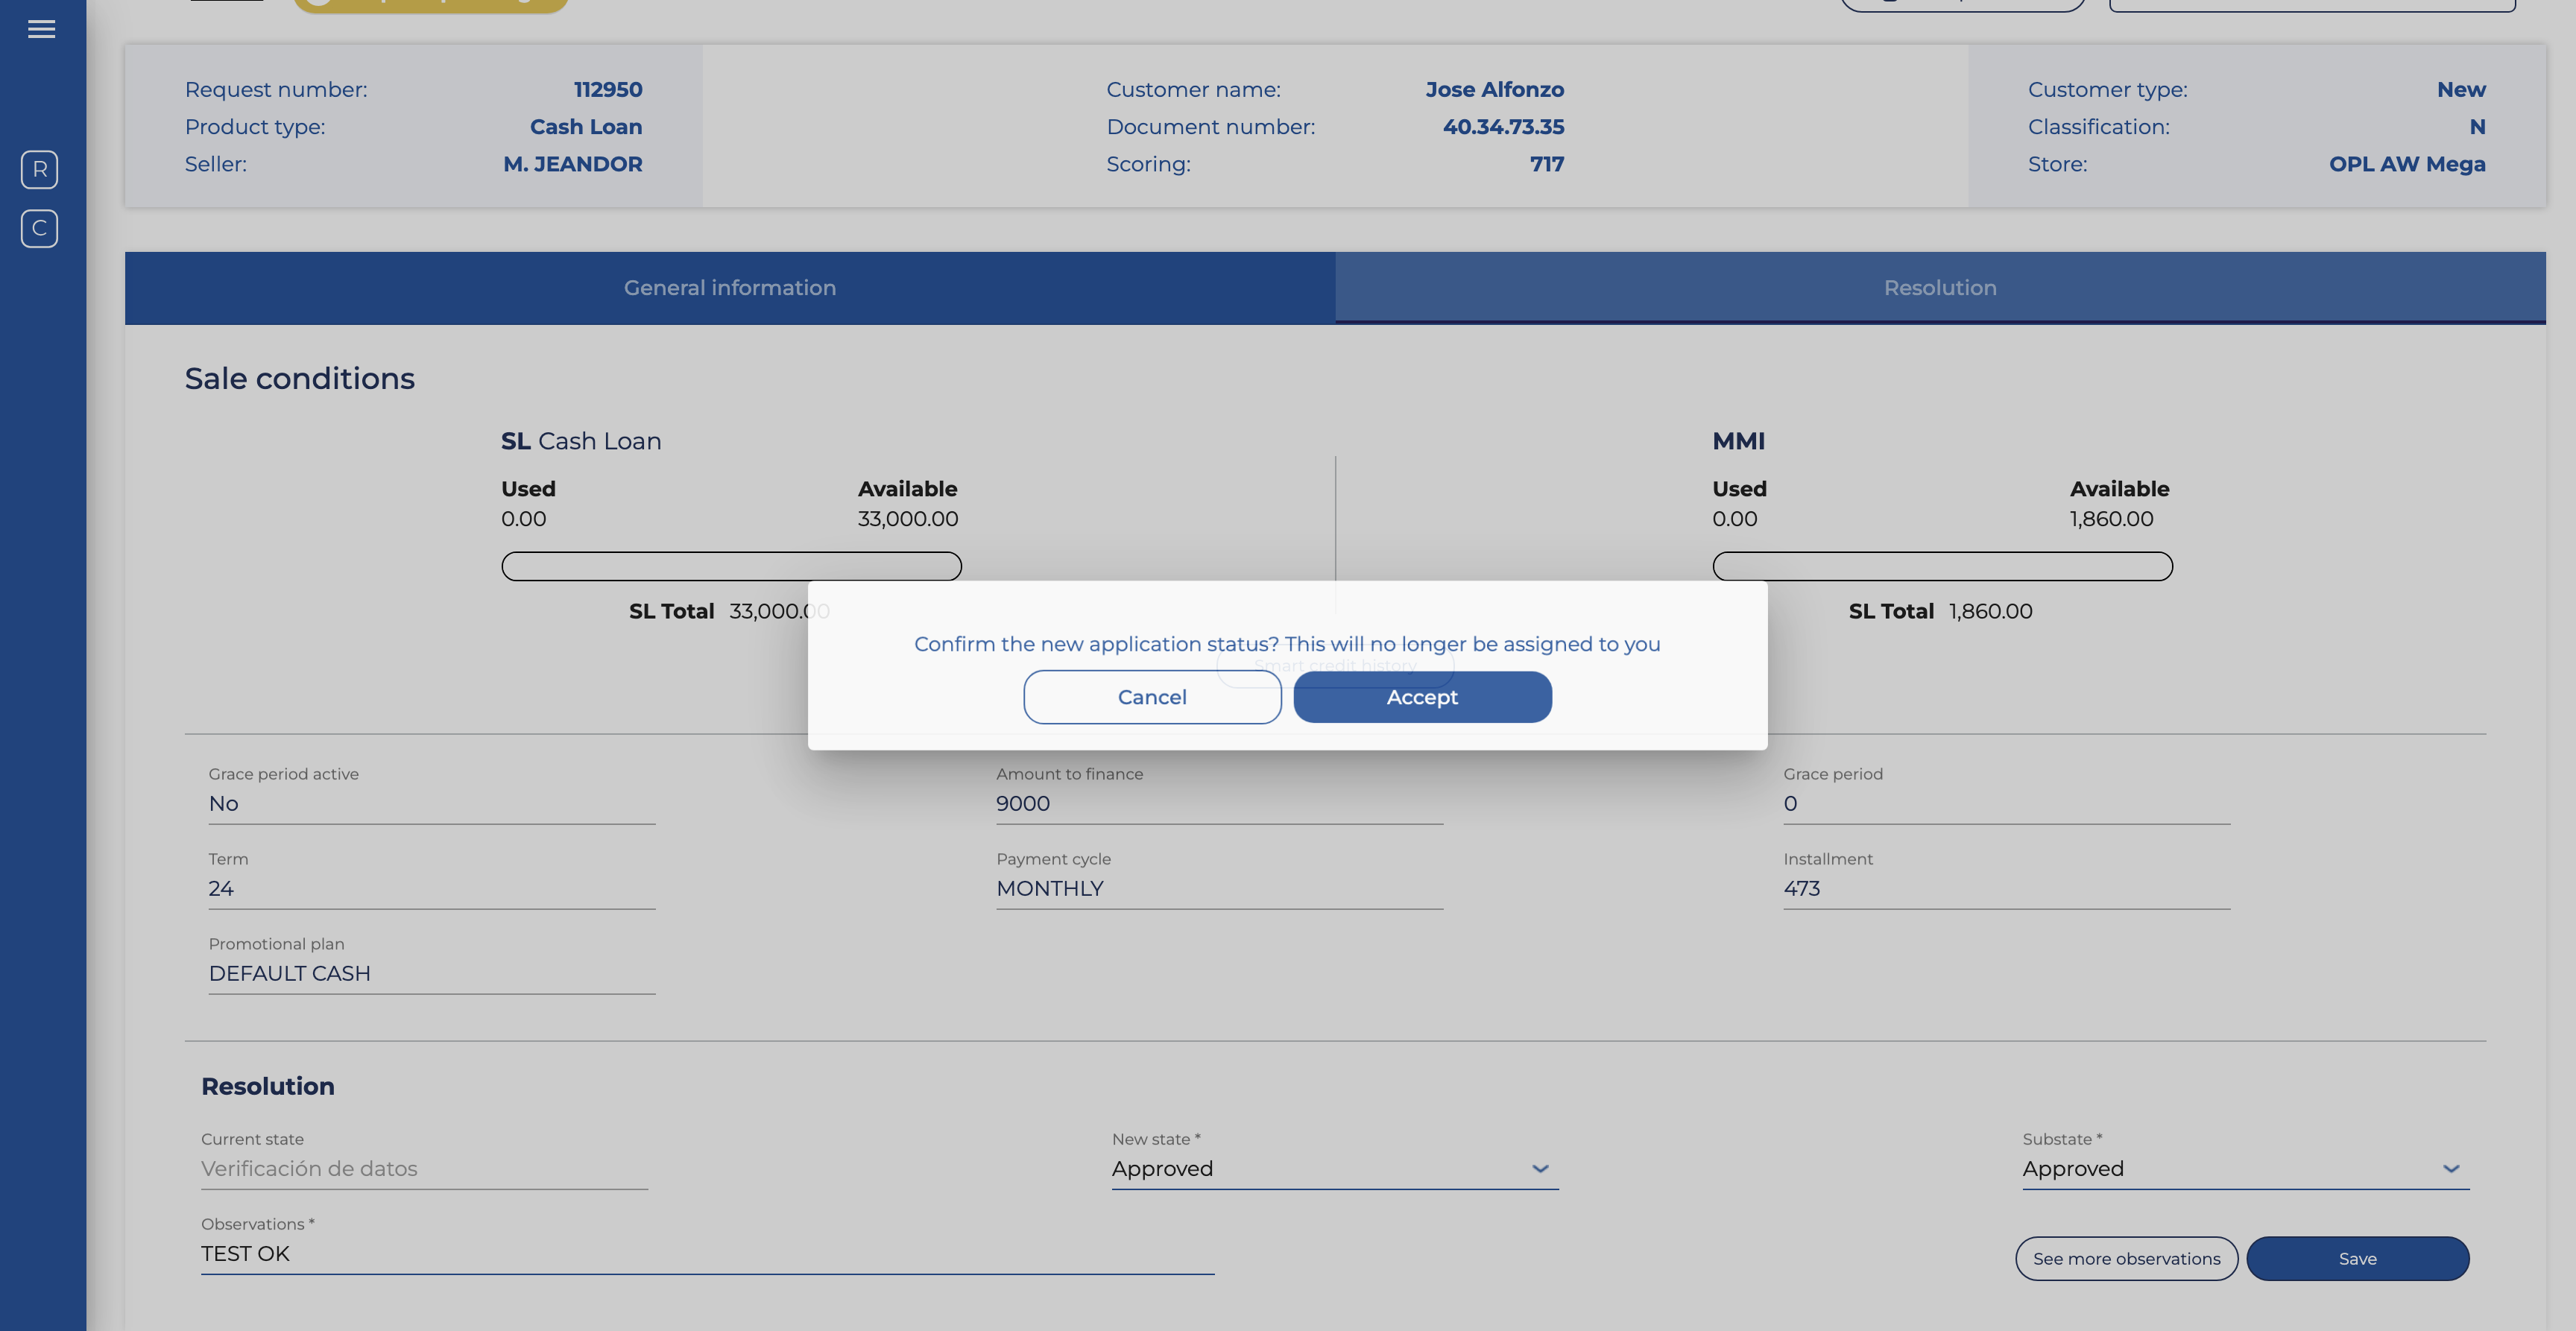 R
C
Request number: 112950
Product type: Cash Loan
Seller: M. JEANDOR
Customer name: Jose Alfonzo
Document number: 40.34.73.35
Scoring: 717
Customer type: New
Classification: N
Store: OPL AW Mega
General information
Resolution
Sale conditions
SL Cash Loan
Used Available
0.00 33,000.00
SL Total 33,000.00
MMI
Used Available
0.00 1,860.00
SL Total 1,860.00
Confirm the new application status? This will no longer be assigned to you
Smart credit history
Cancel Accept
Grace period active
No
Amount to finance
9000
Grace period
0
Term
24
Payment cycle
MONTHLY
Installment
473
Promotional plan
DEFAULT CASH
Resolution
Current state
Verificación de datos
New state *
Approved
Substate *
Approved
Observations *
TEST OK
See more observations
Save